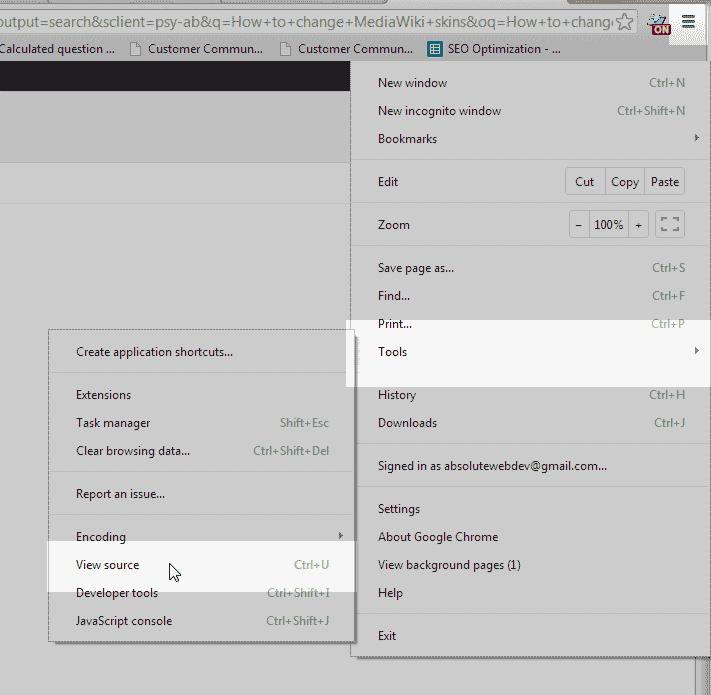 output=search&sclient=psy-ab&q=How+to+change+MediaWiki+skins&oq=How+to+chang
ON
Calculated question ...
Customer Commun...
Customer Commun...
SEO Optimization - ...
New window Ctrl+N
New incognito window Ctrl+Shift+N
Bookmarks
Edit Cut Copy Paste
Zoom - 100% +
Save page as... Ctrl+S
Find... Ctrl+F
Print... Ctrl+P
Tools
History Ctrl+H
Downloads Ctrl+J
Signed in as absolutewebdev@gmail.com...
Settings
About Google Chrome
View background pages (1)
Help
Exit
Create application shortcuts...
Extensions
Task manager Shift+Esc
Clear browsing data... Ctrl+Shift+Del
Report an issue...
Encoding
View source Ctrl+U
Developer tools Ctrl+Shift+I
JavaScript console Ctrl+Shift+J